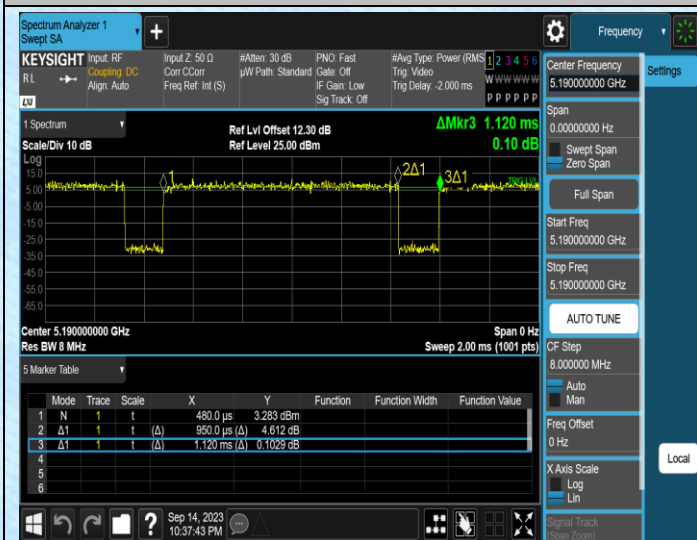 Spectrum Analyzer 1
Swept SA
+
Frequency
KEYSIGHT
RL
LXI
Input: RF
Coupling: DC
Align: Auto
Input Z: 50 Ω
Corr CCorr
Freq Ref: Int (S)
#Atten: 30 dB
µW Path: Standard
PNO: Fast
Gate: Off
IF Gain: Low
Sig Track: Off
#Avg Type: Power (RMS
Trig: Video
Trig Delay: -2.000 ms
1 2 3 4 5 6
W W W W W W
P P P P P P
1 Spectrum
Scale/Div 10 dB
Ref Lvl Offset 12.30 dB
Ref Level 25.00 dBm
ΔMkr3 1.120 ms
0.10 dB
Log
15.0
5.00
-5.00
-15.0
-25.0
-35.0
-45.0
-55.0
-65.0
1
2Δ1
3Δ1
TRIG LVL
Center 5.190000000 GHz
Res BW 8 MHz
Span 0 Hz
Sweep 2.00 ms (1001 pts)
5 Marker Table
Mode Trace Scale X Y Function Function Width Function Value
1 N 1 t 480.0 µs 3.283 dBm
2 Δ1 1 t (Δ) 950.0 µs (Δ) 4.612 dB
3 Δ1 1 t (Δ) 1.120 ms (Δ) 0.1029 dB
4
5
6
?
Sep 14, 2023
10:37:43 PM
Center Frequency
5.190000000 GHz
Span
0.00000000 Hz
Swept Span
Zero Span
Full Span
Start Freq
5.190000000 GHz
Stop Freq
5.190000000 GHz
AUTO TUNE
CF Step
8.000000 MHz
Auto
Man
Freq Offset
0 Hz
X Axis Scale
Log
Lin
Signal Track
(Span Zoom)
Settings
Local